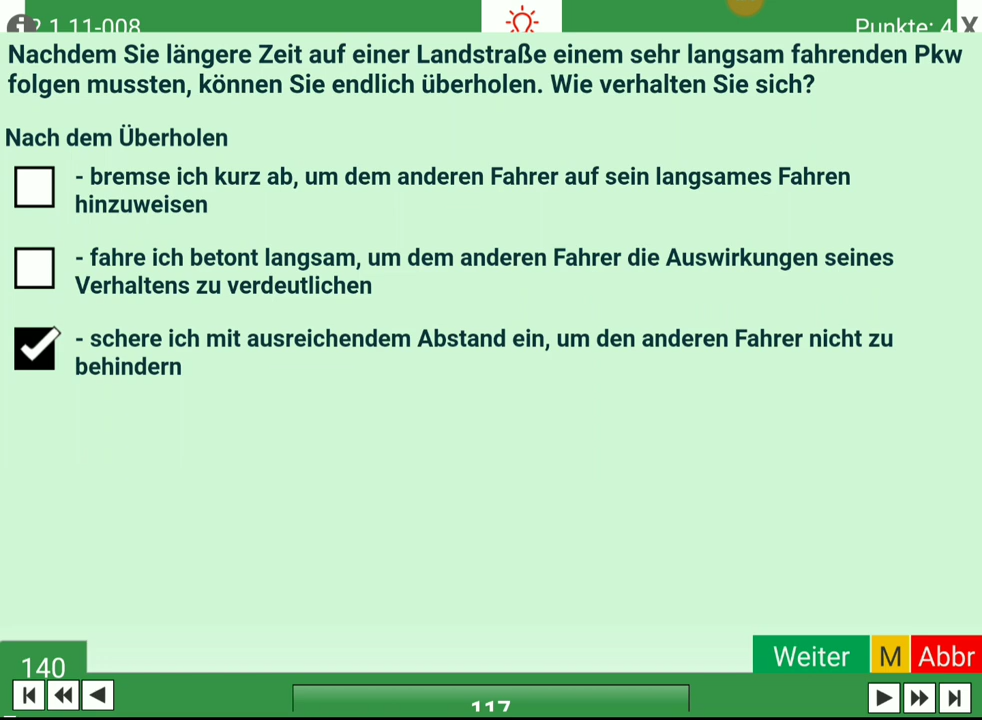 2.1.11-008
Punkte: 4 X
Nachdem Sie längere Zeit auf einer Landstraße einem sehr langsam fahrenden Pkw
folgen mussten, können Sie endlich überholen. Wie verhalten Sie sich?
Nach dem Überholen
- bremse ich kurz ab, um dem anderen Fahrer auf sein langsames Fahren
hinzuweisen
- fahre ich betont langsam, um dem anderen Fahrer die Auswirkungen seines
Verhaltens zu verdeutlichen
- schere ich mit ausreichendem Abstand ein, um den anderen Fahrer nicht zu
behindern
140
Weiter M Abbr
117